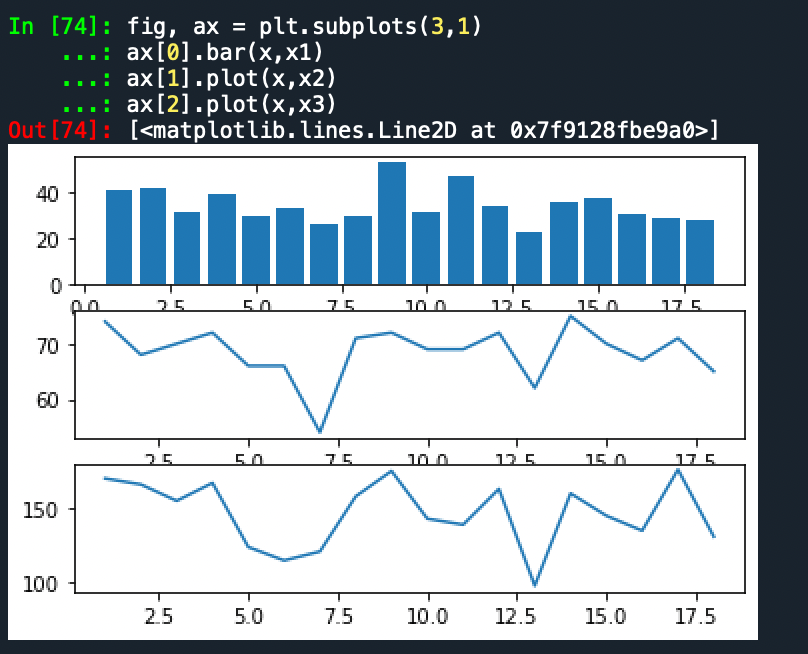 In [74]: fig, ax = plt.subplots(3,1)
...: ax[0].bar(x,x1)
...: ax[1].plot(x,x2)
...: ax[2].plot(x,x3)
Out[74]: [<matplotlib.lines.Line2D at 0x7f9128fbe9a0>]
40
20
0
0.0 2.5 5.0 7.5 10.0 12.5 15.0 17.5
70
60
2.5 5.0 7.5 10.0 12.5 15.0 17.5
150
100
2.5 5.0 7.5 10.0 12.5 15.0 17.5